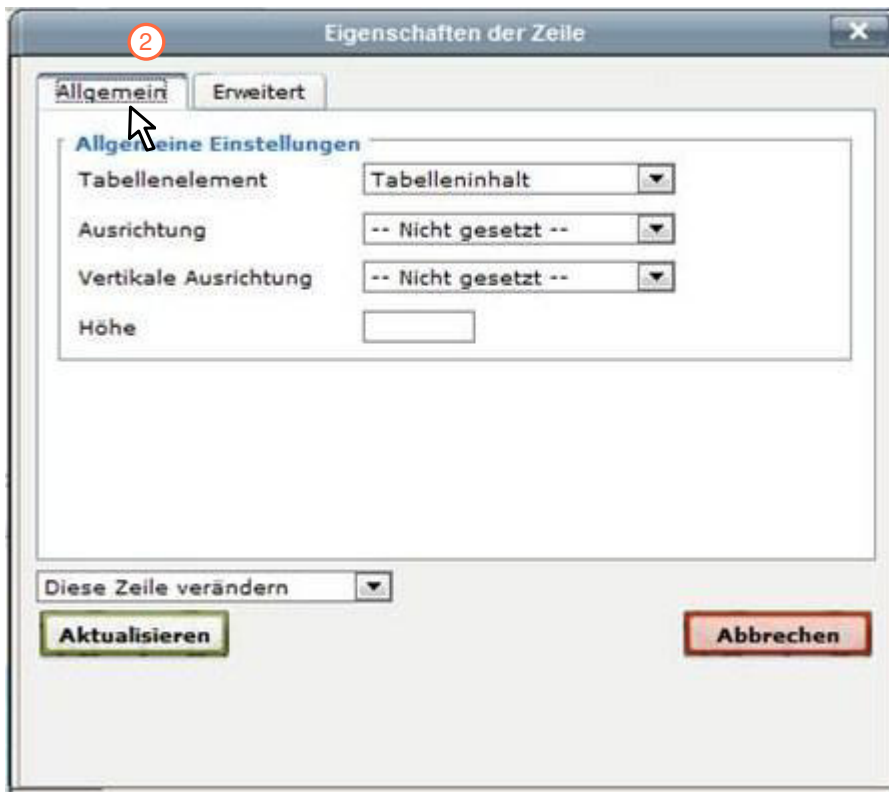 2
Eigenschaften der Zeile
Allgemein Erweitert
Allgemeine Einstellungen
Tabellenelement Tabelleninhalt
Ausrichtung -- Nicht gesetzt --
Vertikale Ausrichtung -- Nicht gesetzt --
Höhe
Diese Zeile verändern
Aktualisieren Abbrechen